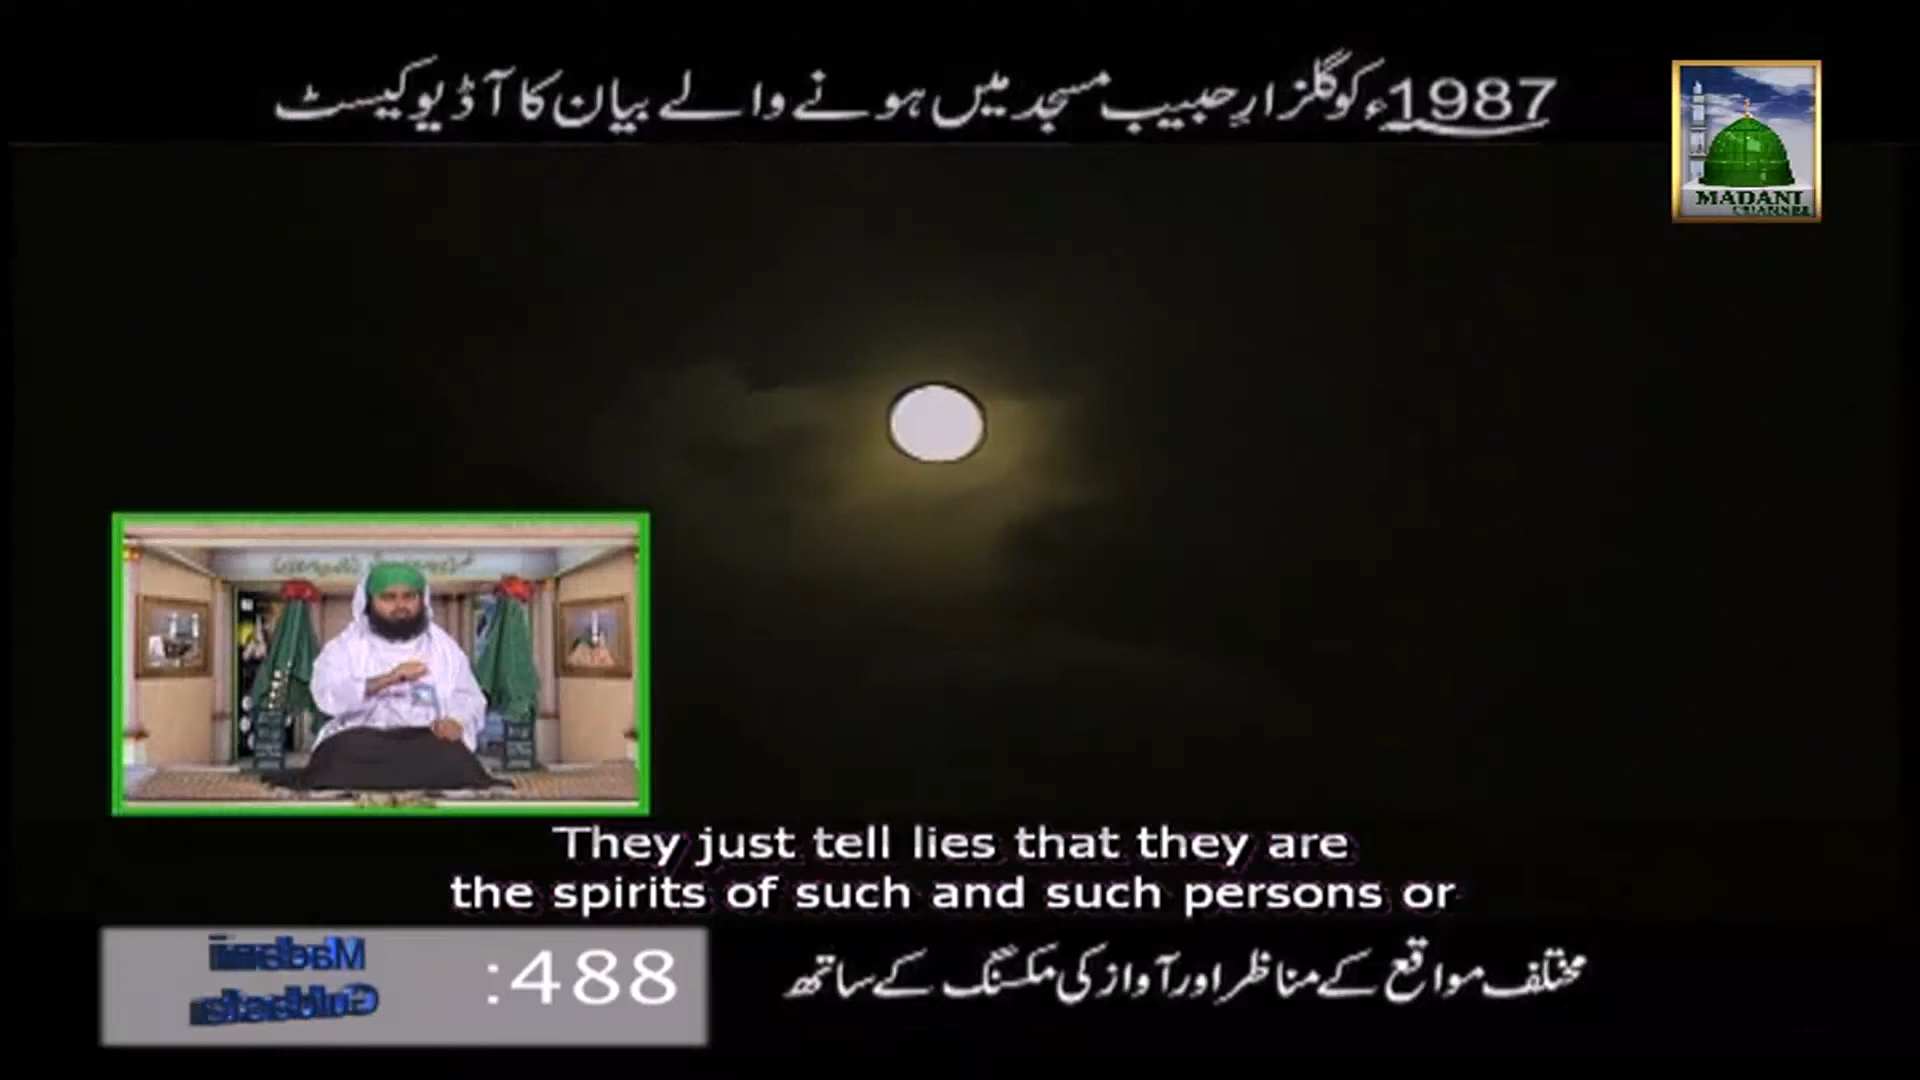 1987ء کو گلزارِ حبیب مسجد میں ہونے والے بیان کا آڈیو کیسٹ
MADANI
CHANNEL
They just tell lies that they are
the spirits of such and such persons or
Madani
Guldasta
:488
مختلف مواقع کے مناظر اور آواز کی مکسنگ کے ساتھ